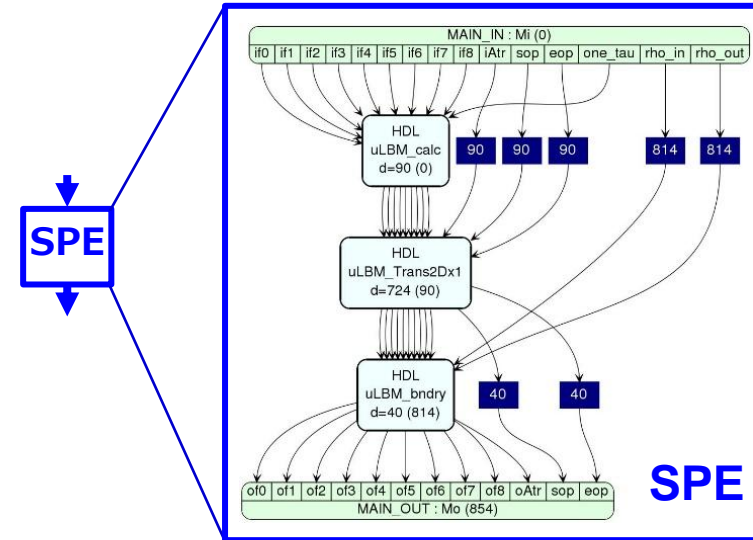 MAIN_IN : Mi (0)
if0 if1 if2 if3 if4 if5 if6 if7 if8 iAtr sop eop one_tau rho_in rho_out
HDL
uLBM_calc
d=90 (0)
90 90 90 814 814
SPE
HDL
uLBM_Trans2Dx1
d=724 (90)
HDL
uLBM_bndry
d=40 (814)
40 40
of0 of1 of2 of3 of4 of5 of6 of7 of8 oAtr sop eop
MAIN_OUT : Mo (854)
SPE